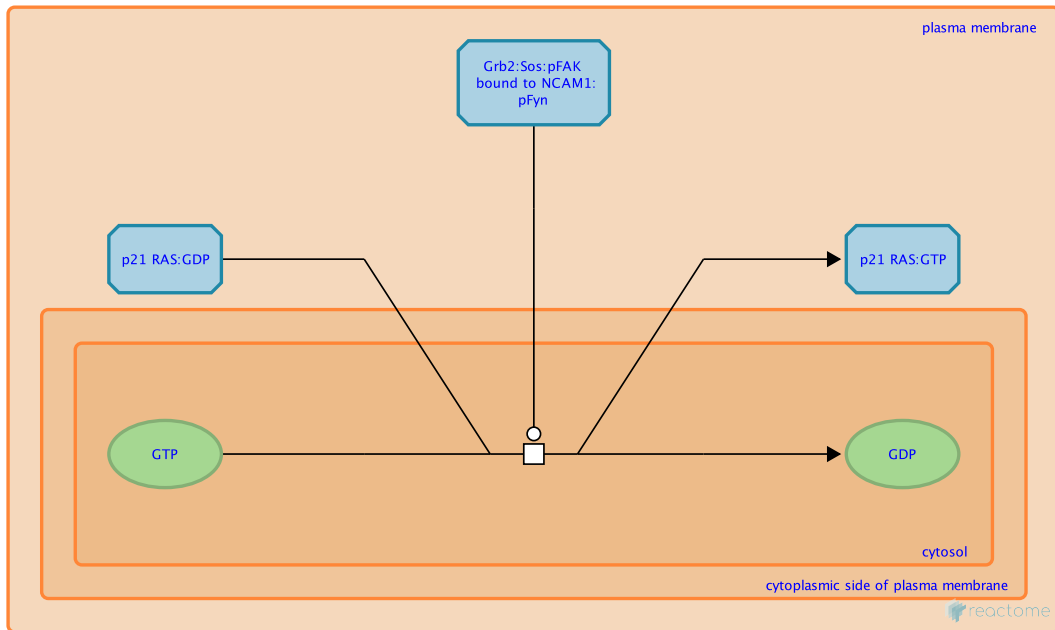 plasma membrane
Grb2:Sos:pFAK
bound to NCAM1:
pFyn
p21 RAS:GDP
p21 RAS:GTP
GTP
GDP
cytosol
cytoplasmic side of plasma membrane
reactome